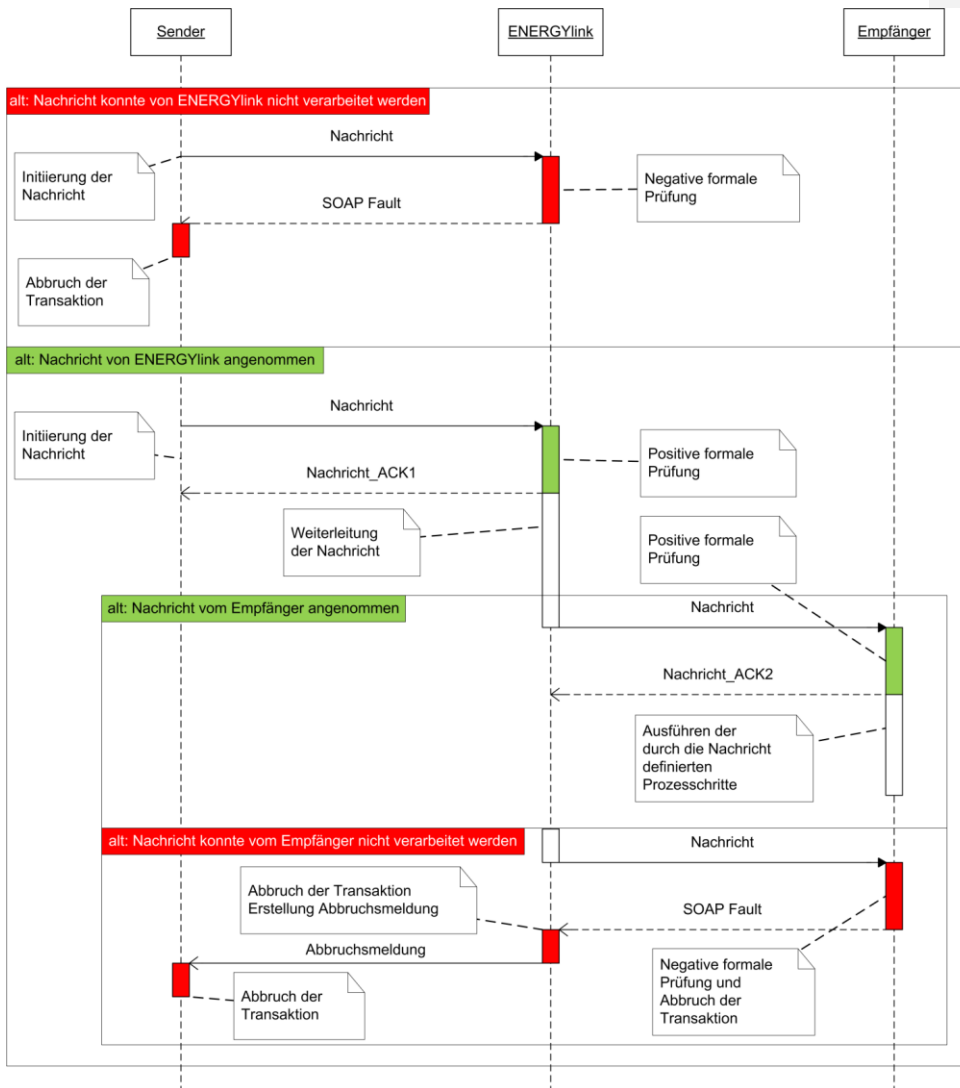 Sender
ENERGYlink
Empfänger
alt: Nachricht konnte von ENERGYlink nicht verarbeitet werden
Nachricht
Initiierung der
Nachricht
Negative formale
Prüfung
SOAP Fault
Abbruch der
Transaktion
alt: Nachricht von ENERGYlink angenommen
Nachricht
Initiierung der
Nachricht
Positive formale
Prüfung
Nachricht_ACK1
Weiterleitung
der Nachricht
Positive formale
Prüfung
alt: Nachricht vom Empfänger angenommen
Nachricht
Nachricht_ACK2
Ausführen der
durch die Nachricht
definierten
Prozesschritte
alt: Nachricht konnte vom Empfänger nicht verarbeitet werden
Nachricht
Abbruch der Transaktion
Erstellung Abbruchsmeldung
SOAP Fault
Abbruchsmeldung
Negative formale
Prüfung und
Abbruch der
Transaktion
Abbruch der
Transaktion